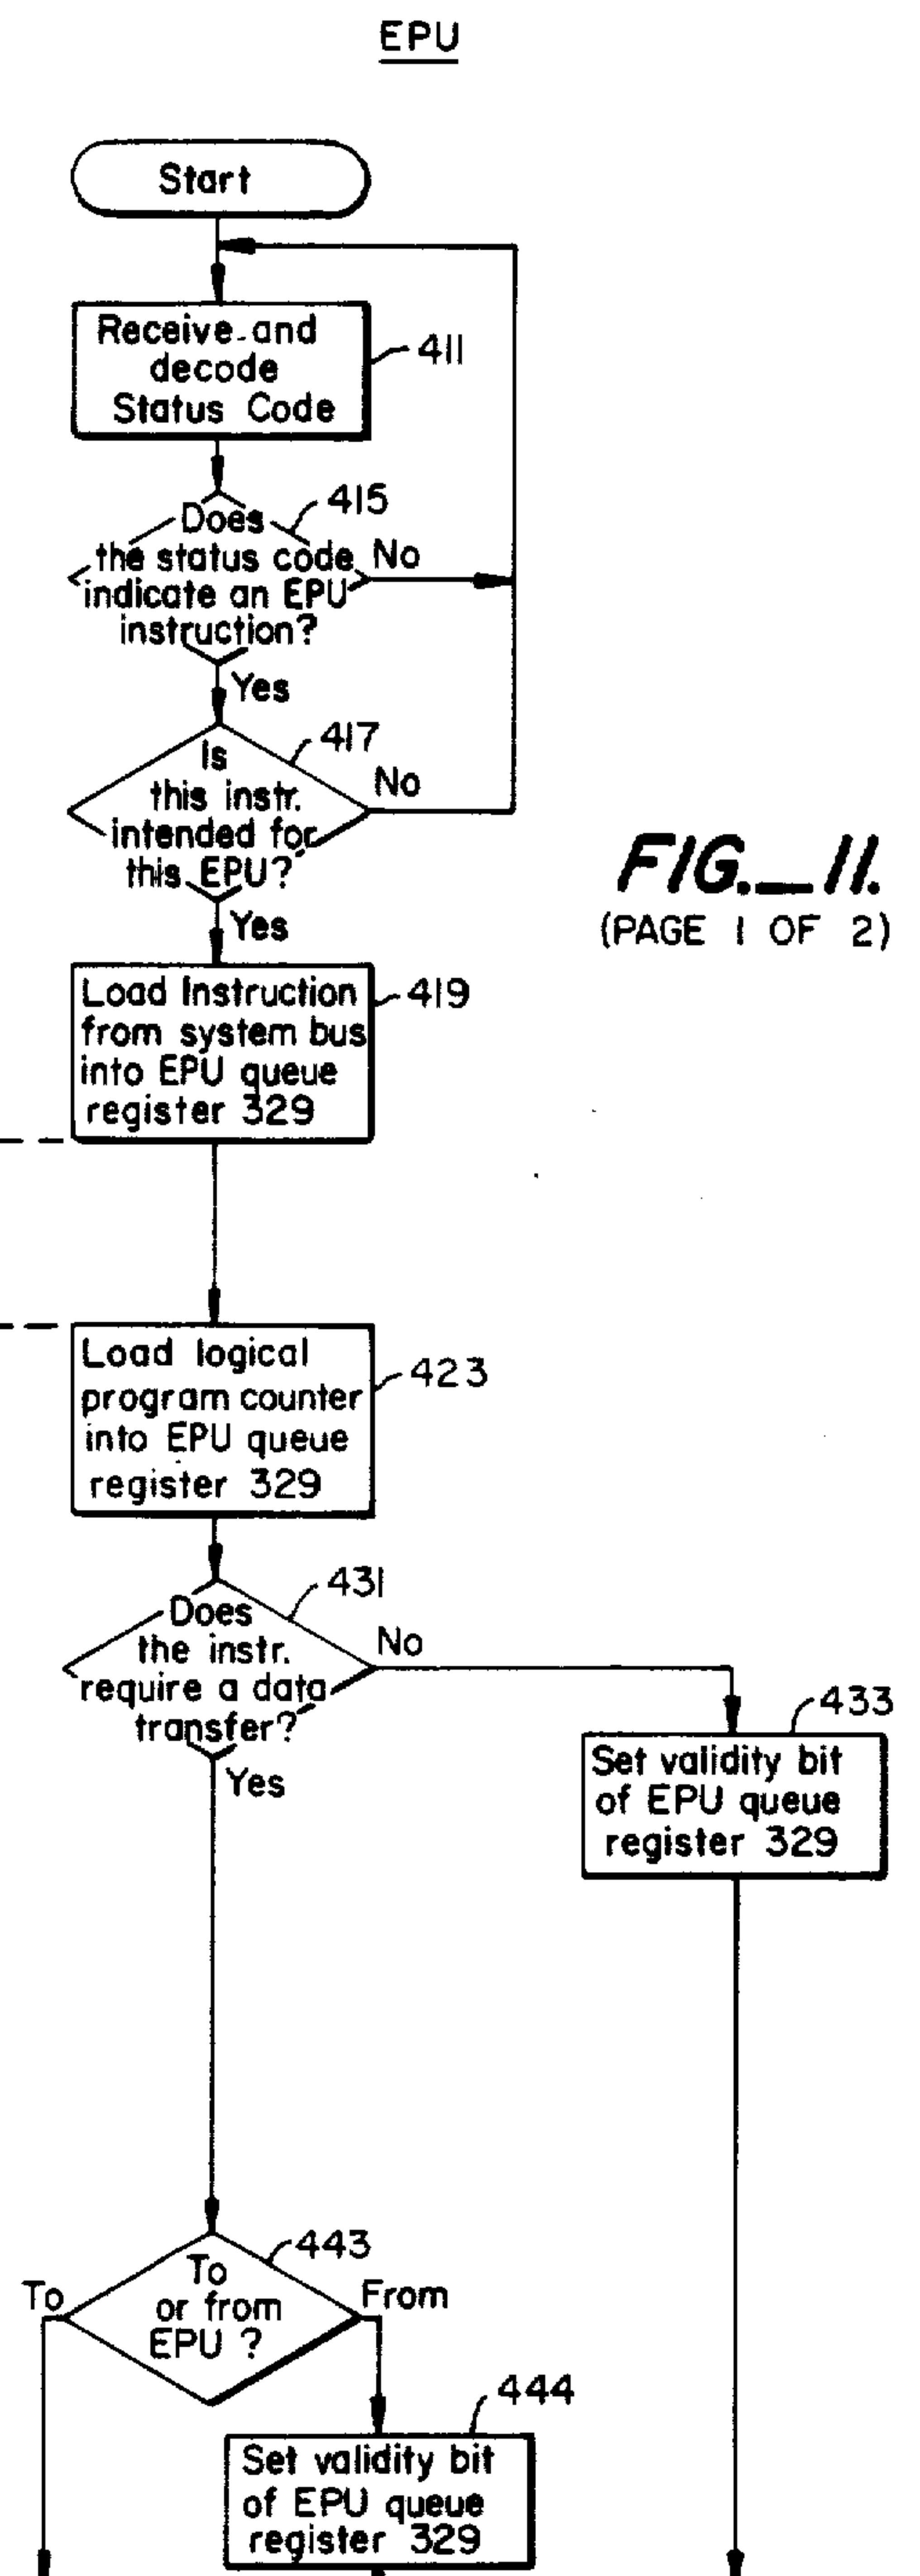 EPU
Start
Receive and
decode
Status Code
411
415
Does
the status code
indicate an EPU
instruction?
No
Yes
417
Is
this instr.
intended for
this EPU?
No
Yes
FIG._11.
(PAGE 1 OF 2)
Load Instruction
from system bus
into EPU queue
register 329
419
Load logical
program counter
into EPU queue
register 329
423
431
Does
the instr.
require a data
transfer?
No
Yes
433
Set validity bit
of EPU queue
register 329
443
To
or from
EPU ?
To
From
444
Set validity bit
of EPU queue
register 329